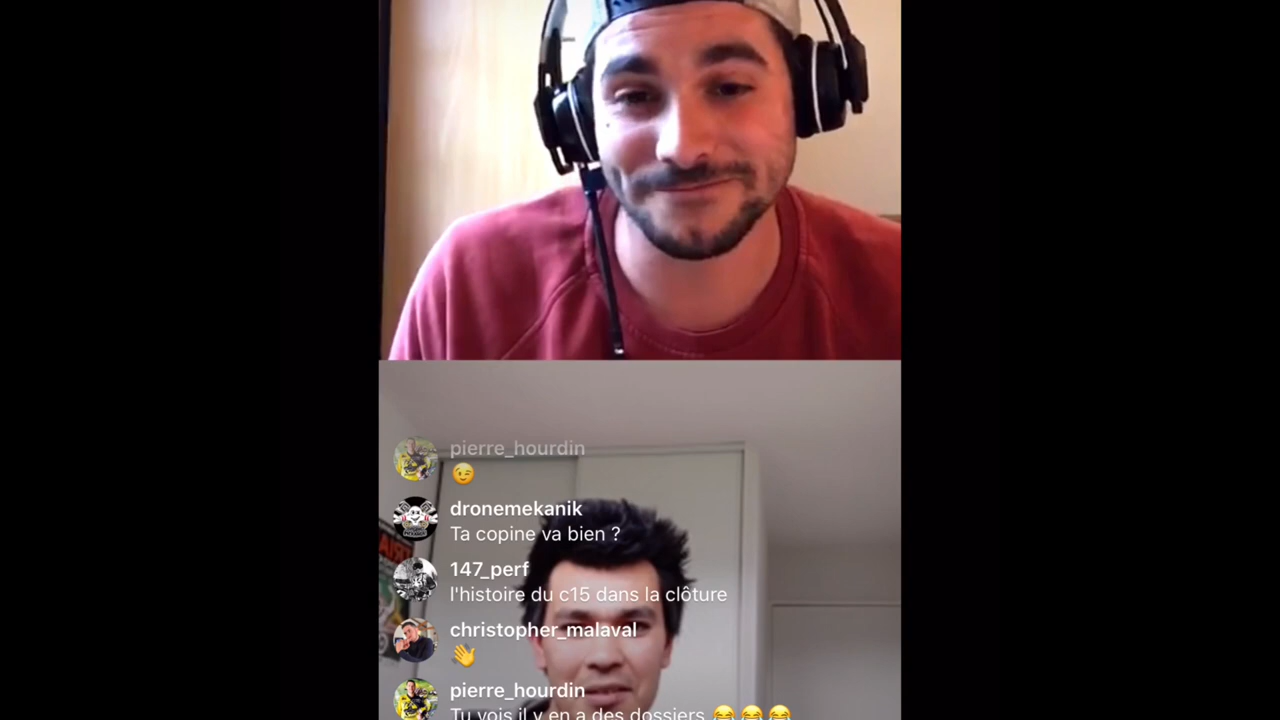 pierre_hourdin
😉
dronemekanik
Ta copine va bien ?
147_perf
l'histoire du c15 dans la clôture
christopher_malaval
👋
pierre_hourdin
Tu vois il y en a des dossiers 😂😂😂